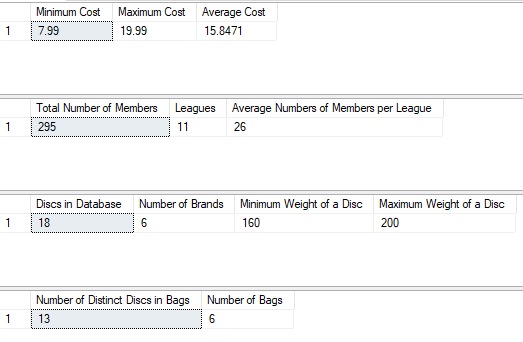 Minimum Cost Maximum Cost Average Cost
1 7.99 19.99 15.8471
Total Number of Members Leagues Average Numbers of Members per League
1 295 11 26
Discs in Database Number of Brands Minimum Weight of a Disc Maximum Weight of a Disc
1 18 6 160 200
Number of Distinct Discs in Bags Number of Bags
1 13 6